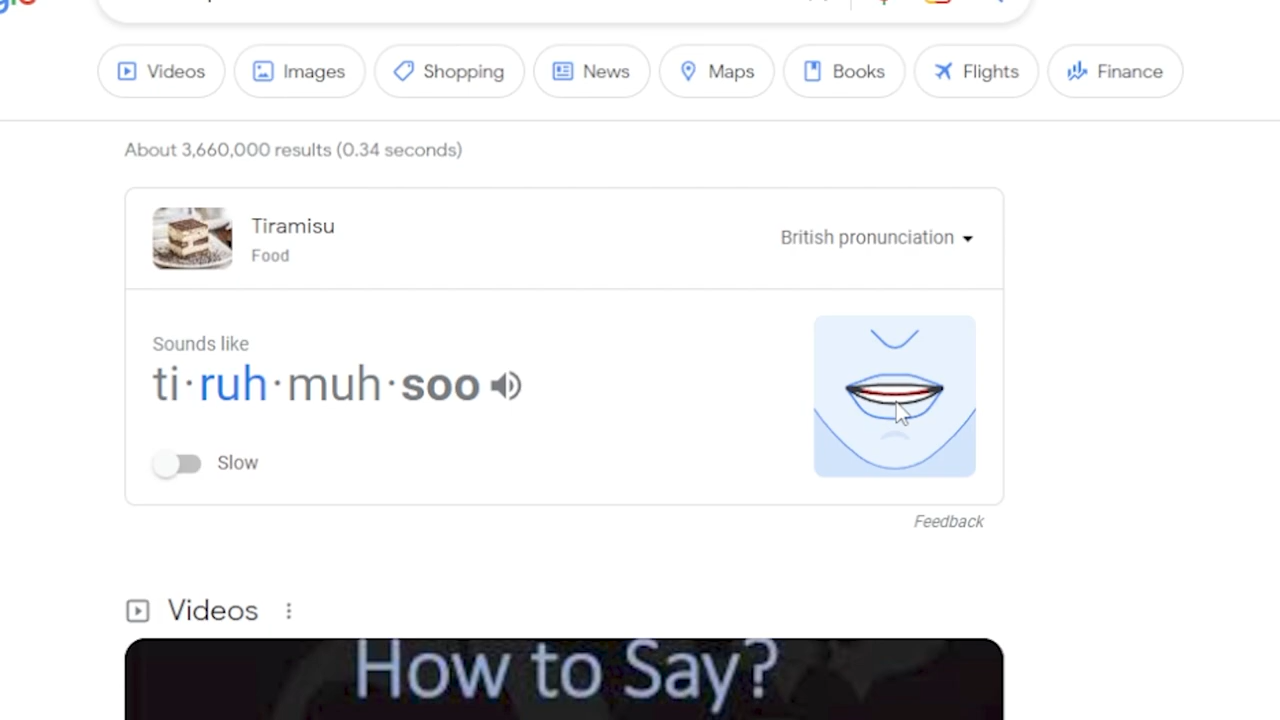 Videos
Images
Shopping
News
Maps
Books
Flights
Finance
About 3,660,000 results (0.34 seconds)
Tiramisu
Food
British pronunciation
Sounds like
ti·ruh·muh·soo
Slow
Feedback
Videos
How to Say?